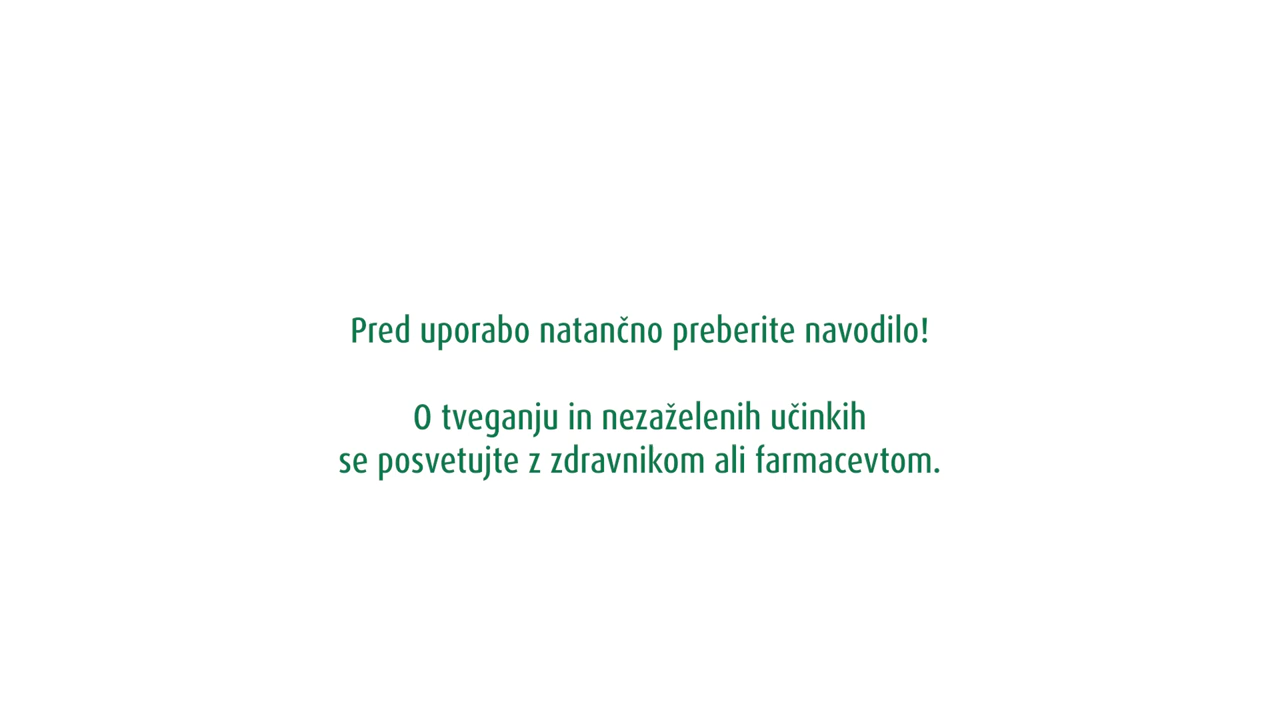 Pred uporabo natančno preberite navodilo!
O tveganju in nezaželenih učinkih
se posvetujte z zdravnikom ali farmacevtom.